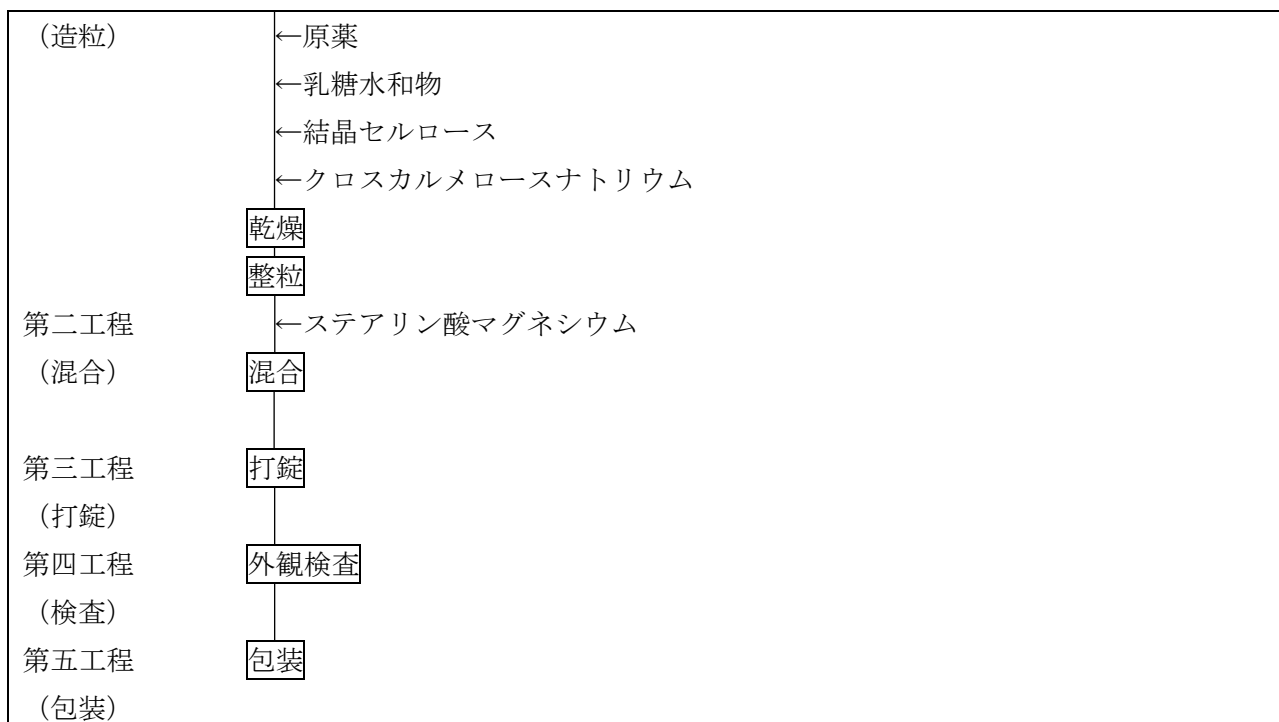 （造粒） ←原薬
←乳糖水和物
←結晶セルロース
←クロスカルメロースナトリウム
乾燥
整粒
第二工程 ←ステアリン酸マグネシウム
（混合） 混合
第三工程 打錠
（打錠）
第四工程 外観検査
（検査）
第五工程 包装
（包装）